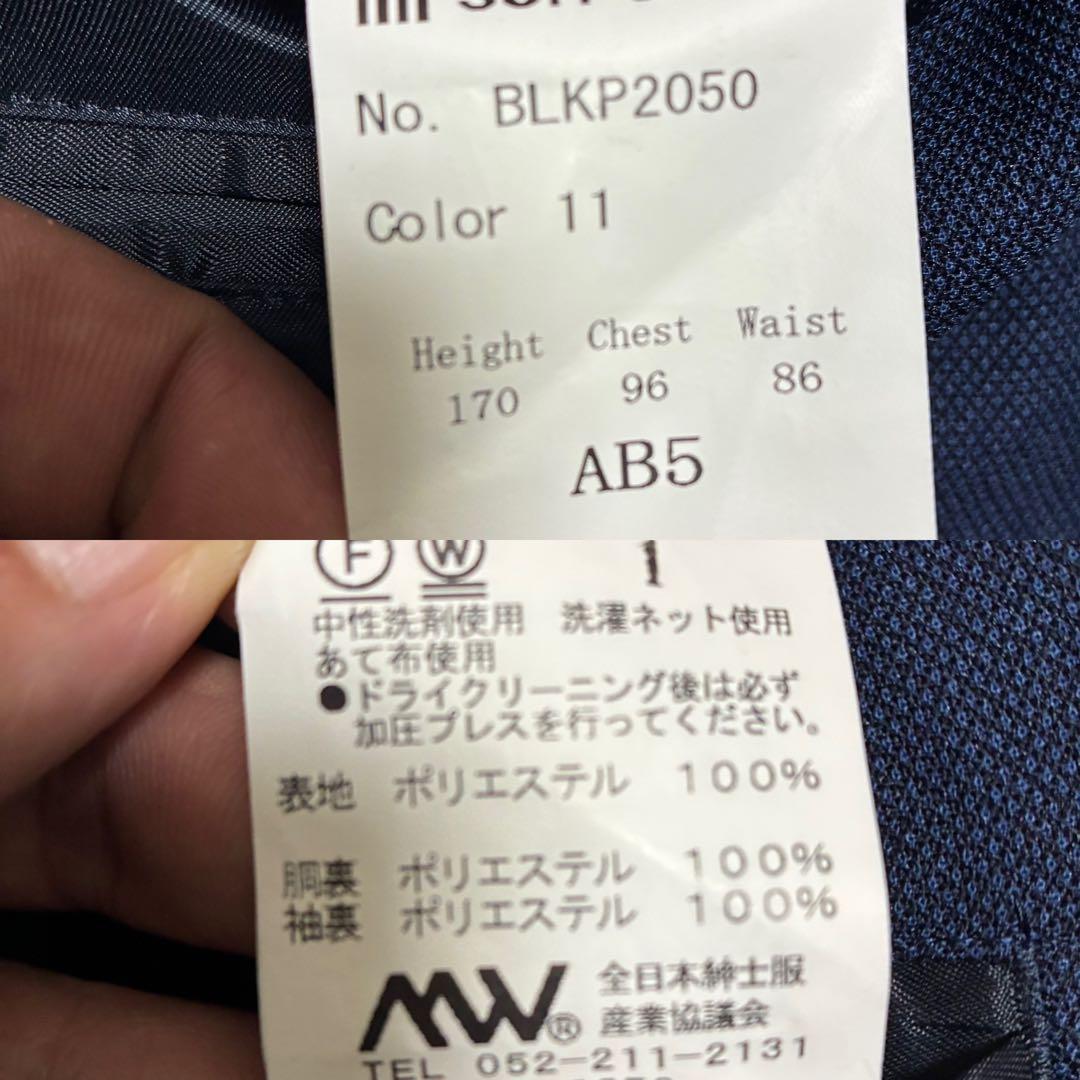 No. BLKP2050
Color 11
Height Chest Waist
170 96 86
AB5
F W 1
中性洗剤使用 洗濯ネット使用
あて布使用
●ドライクリーニング後は必ず
加圧プレスを行ってください。
表地 ポリエステル 100%
胴裏 ポリエステル 100%
袖裏 ポリエステル 100%
MW® 全日本紳士服
産業協議会
TEL 052-211-2131